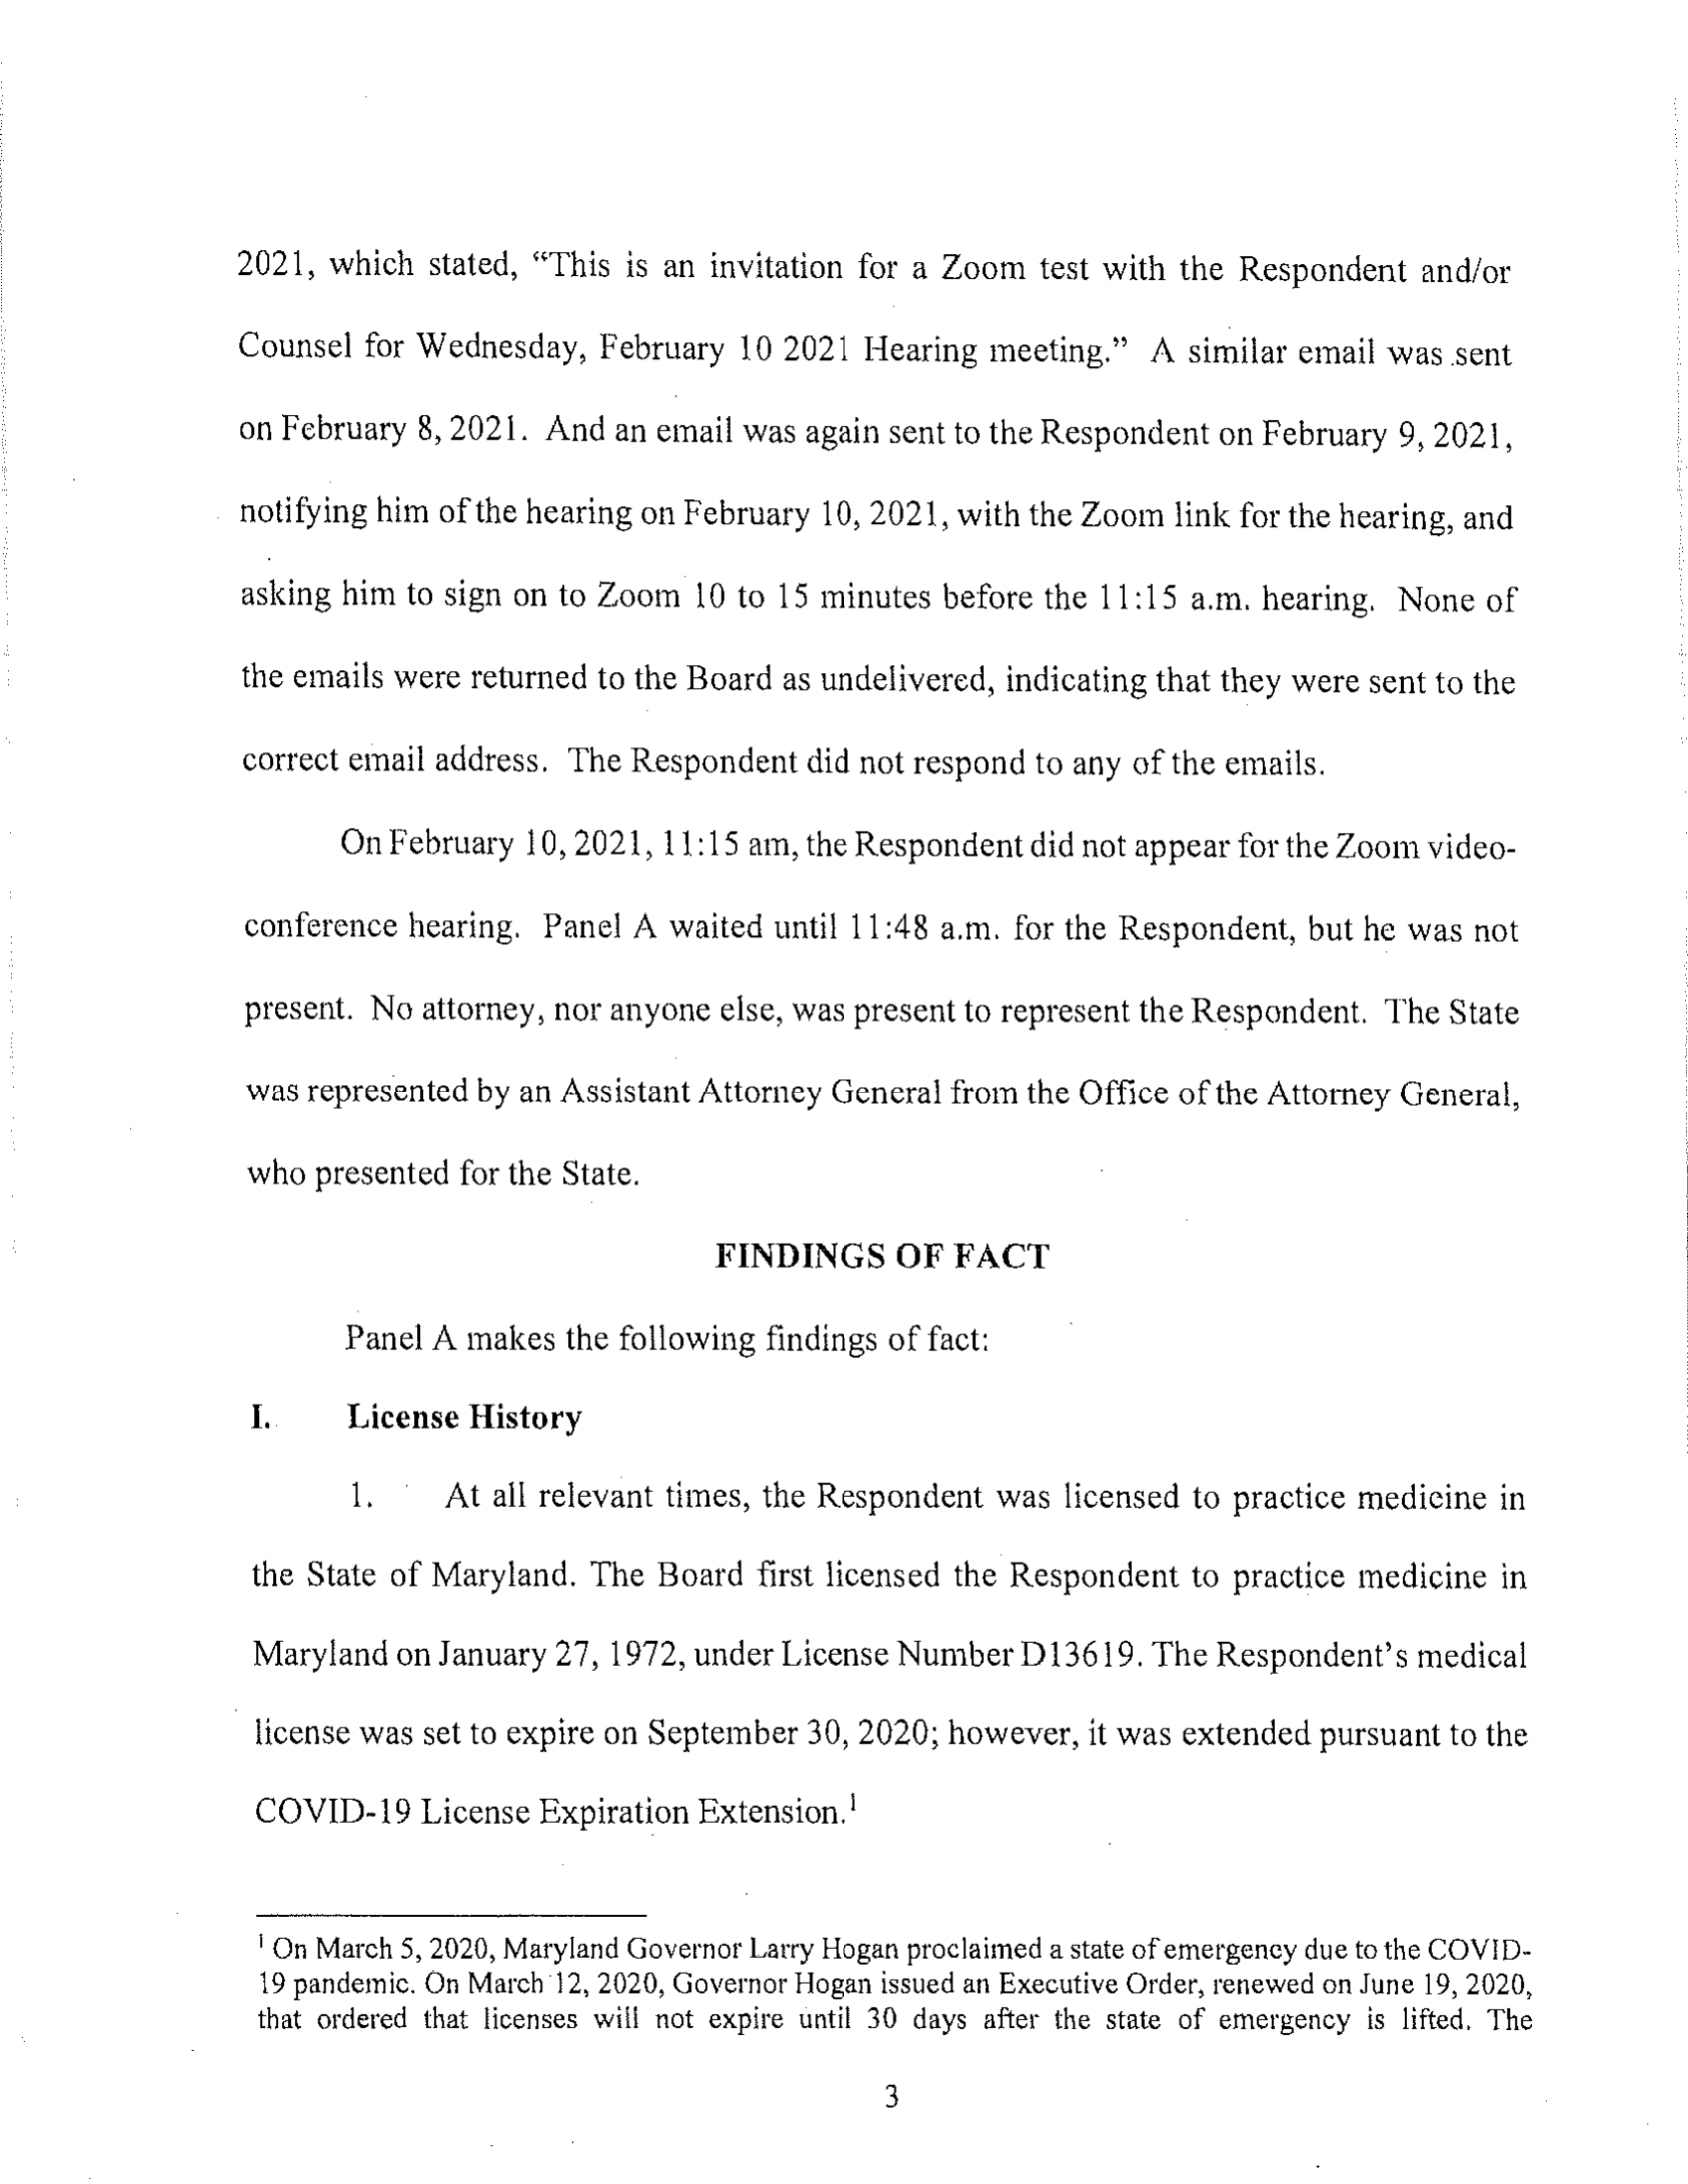 2021, which stated, “This is an invitation for a Zoom test with the Respondent and/or
Counsel for Wednesday, February 10 2021 Hearing meeting.” A similar email was sent
on February 8, 2021. And an email was again sent to the Respondent on February 9, 2021,
notifying him of the hearing on February 10, 2021, with the Zoom link for the hearing, and
asking him to sign on to Zoom 10 to 15 minutes before the 11:15 a.m. hearing. None of
the emails were returned to the Board as undelivered, indicating that they were sent to the
correct email address. The Respondent did not respond to any of the emails.
On February 10, 2021, 11:15 am, the Respondent did not appear for the Zoom video-
conference hearing. Panel A waited until 11:48 a.m. for the Respondent, but he was not
present. No attorney, nor anyone else, was present to represent the Respondent. The State
was represented by an Assistant Attorney General from the Office of the Attorney General,
who presented for the State.
FINDINGS OF FACT
Panel A makes the following findings of fact:
I. License History
1. At all relevant times, the Respondent was licensed to practice medicine in
the State of Maryland. The Board first licensed the Respondent to practice medicine in
Maryland on January 27, 1972, under License Number D13619. The Respondent’s medical
license was set to expire on September 30, 2020; however, it was extended pursuant to the
COVID-19 License Expiration Extension.¹
¹ On March 5, 2020, Maryland Governor Larry Hogan proclaimed a state of emergency due to the COVID-
19 pandemic. On March 12, 2020, Governor Hogan issued an Executive Order, renewed on June 19, 2020,
that ordered that licenses will not expire until 30 days after the state of emergency is lifted. The
3